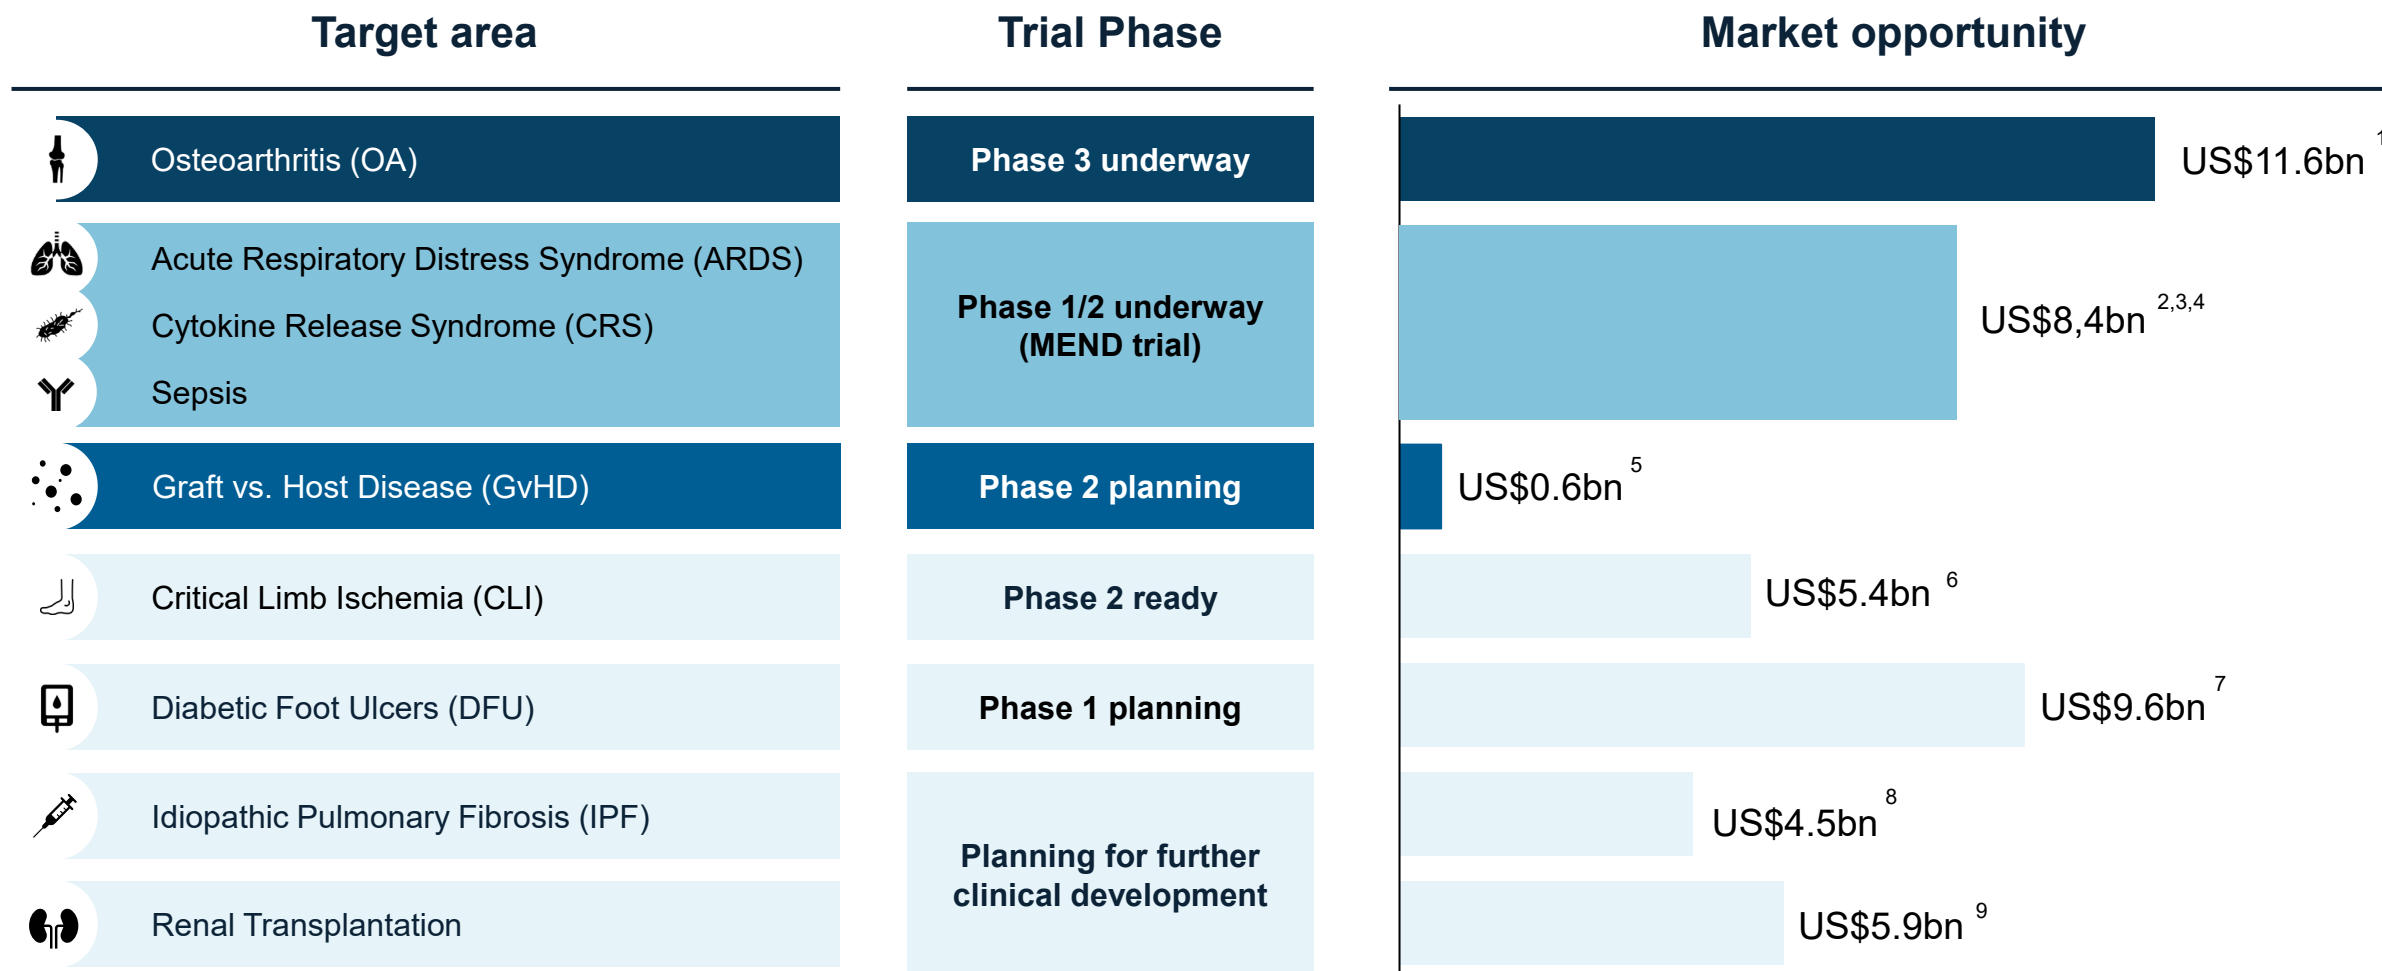 Target area
Trial Phase
Market opportunity
Osteoarthritis (OA)
Phase 3 underway
US$11.6bn 1
Acute Respiratory Distress Syndrome (ARDS)
Cytokine Release Syndrome (CRS)
Sepsis
Phase 1/2 underway
(MEND trial)
US$8,4bn 2,3,4
Graft vs. Host Disease (GvHD)
Phase 2 planning
US$0.6bn 5
Critical Limb Ischemia (CLI)
Phase 2 ready
US$5.4bn 6
Diabetic Foot Ulcers (DFU)
Phase 1 planning
US$9.6bn 7
Idiopathic Pulmonary Fibrosis (IPF)
US$4.5bn 8
Planning for further
clinical development
Renal Transplantation
US$5.9bn 9